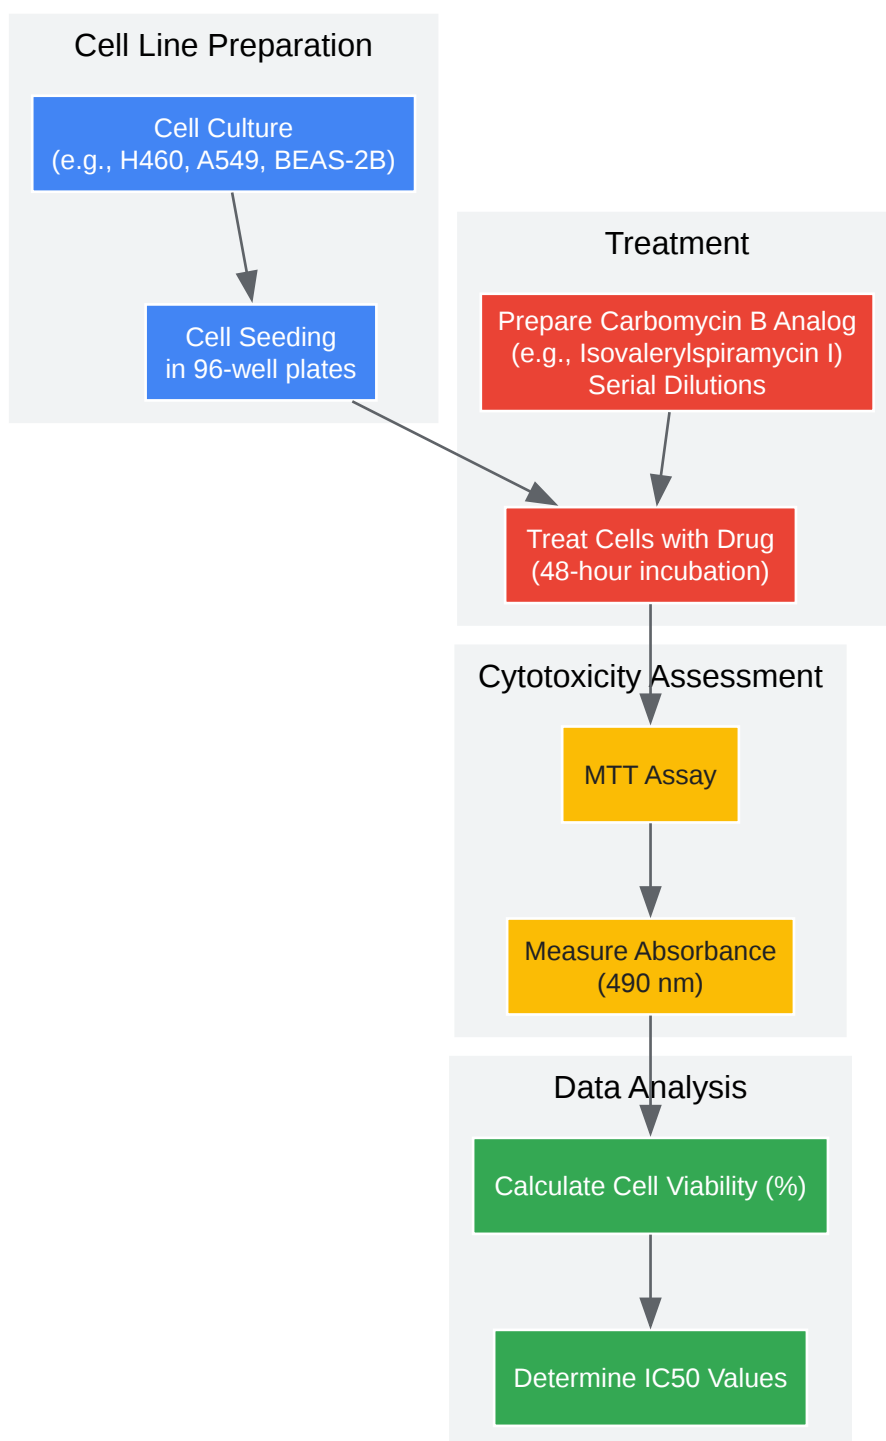 Cell Line Preparation
Cell Culture
(e.g., H460, A549, BEAS-2B)
Cell Seeding
in 96-well plates
Treatment
Prepare Carbomycin B Analog
(e.g., Isovalerylspiramycin I)
Serial Dilutions
Treat Cells with Drug
(48-hour incubation)
Cytotoxicity Assessment
MTT Assay
Measure Absorbance
(490 nm)
Data Analysis
Calculate Cell Viability (%)
Determine IC50 Values